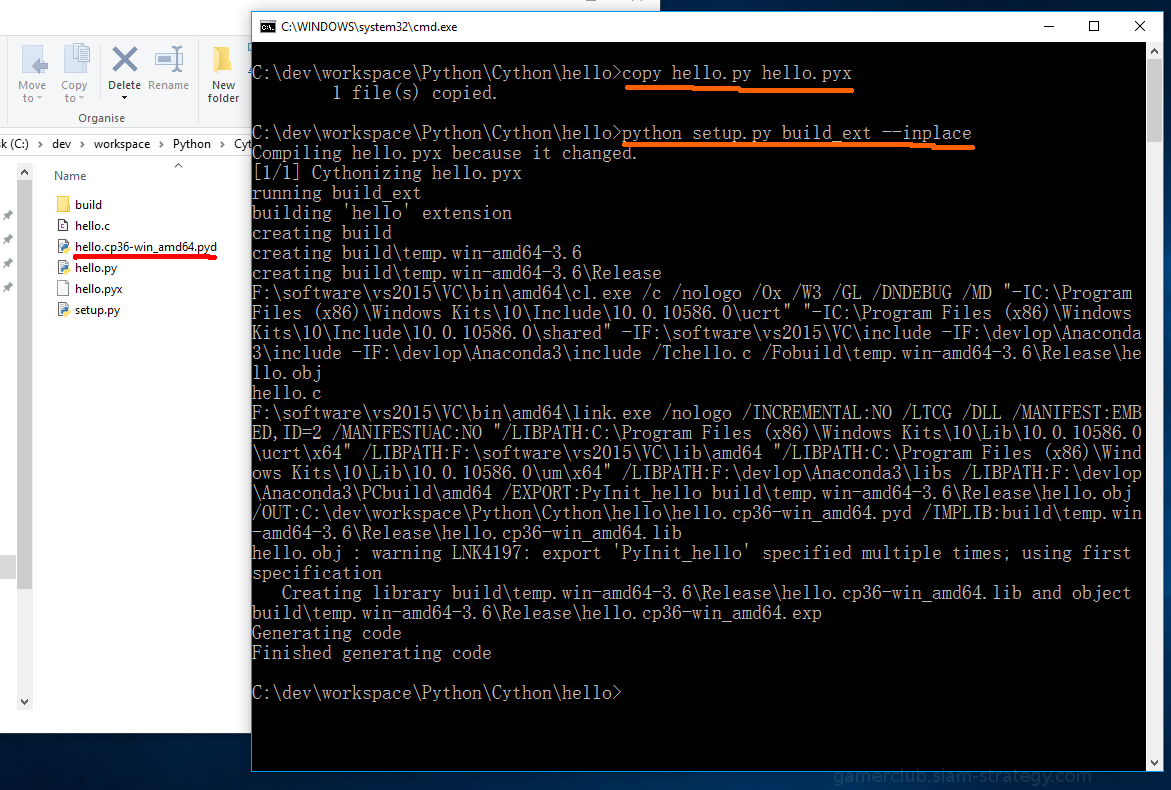 C:\WINDOWS\system32\cmd.exe
Move to
Copy to
Delete
Rename
New folder
Organise
k (C:) > dev > workspace > Python > Cyt
Name
build
hello.c
hello.cp36-win_amd64.pyd
hello.py
hello.pyx
setup.py
C:\dev\workspace\Python\Cython\hello>copy hello.py hello.pyx
1 file(s) copied.
C:\dev\workspace\Python\Cython\hello>python setup.py build_ext --inplace
Compiling hello.pyx because it changed.
[1/1] Cythonizing hello.pyx
running build_ext
building 'hello' extension
creating build
creating build\temp.win-amd64-3.6
creating build\temp.win-amd64-3.6\Release
F:\software\vs2015\VC\bin\amd64\cl.exe /c /nologo /Ox /W3 /GL /DNDEBUG /MD "-IC:\Program
Files (x86)\Windows Kits\10\Include\10.0.10586.0\ucrt" "-IC:\Program Files (x86)\Windows
Kits\10\Include\10.0.10586.0\shared" -IF:\software\vs2015\VC\include -IF:\devlop\Anaconda
3\include -IF:\devlop\Anaconda3\include /Tchello.c /Fobuild\temp.win-amd64-3.6\Release\he
llo.obj
hello.c
F:\software\vs2015\VC\bin\amd64\link.exe /nologo /INCREMENTAL:NO /LTCG /DLL /MANIFEST:EMB
ED,ID=2 /MANIFESTUAC:NO "/LIBPATH:C:\Program Files (x86)\Windows Kits\10\Lib\10.0.10586.0
\ucrt\x64" /LIBPATH:F:\software\vs2015\VC\lib\amd64 "/LIBPATH:C:\Program Files (x86)\Wind
ows Kits\10\Lib\10.0.10586.0\um\x64" /LIBPATH:F:\devlop\Anaconda3\libs /LIBPATH:F:\devlop
\Anaconda3\PCbuild\amd64 /EXPORT:PyInit_hello build\temp.win-amd64-3.6\Release\hello.obj
/OUT:C:\dev\workspace\Python\Cython\hello\hello.cp36-win_amd64.pyd /IMPLIB:build\temp.win
-amd64-3.6\Release\hello.cp36-win_amd64.lib
hello.obj : warning LNK4197: export 'PyInit_hello' specified multiple times; using first
specification
Creating library build\temp.win-amd64-3.6\Release\hello.cp36-win_amd64.lib and object
build\temp.win-amd64-3.6\Release\hello.cp36-win_amd64.exp
Generating code
Finished generating code
C:\dev\workspace\Python\Cython\hello>
gamerclub.siam-strategy.com